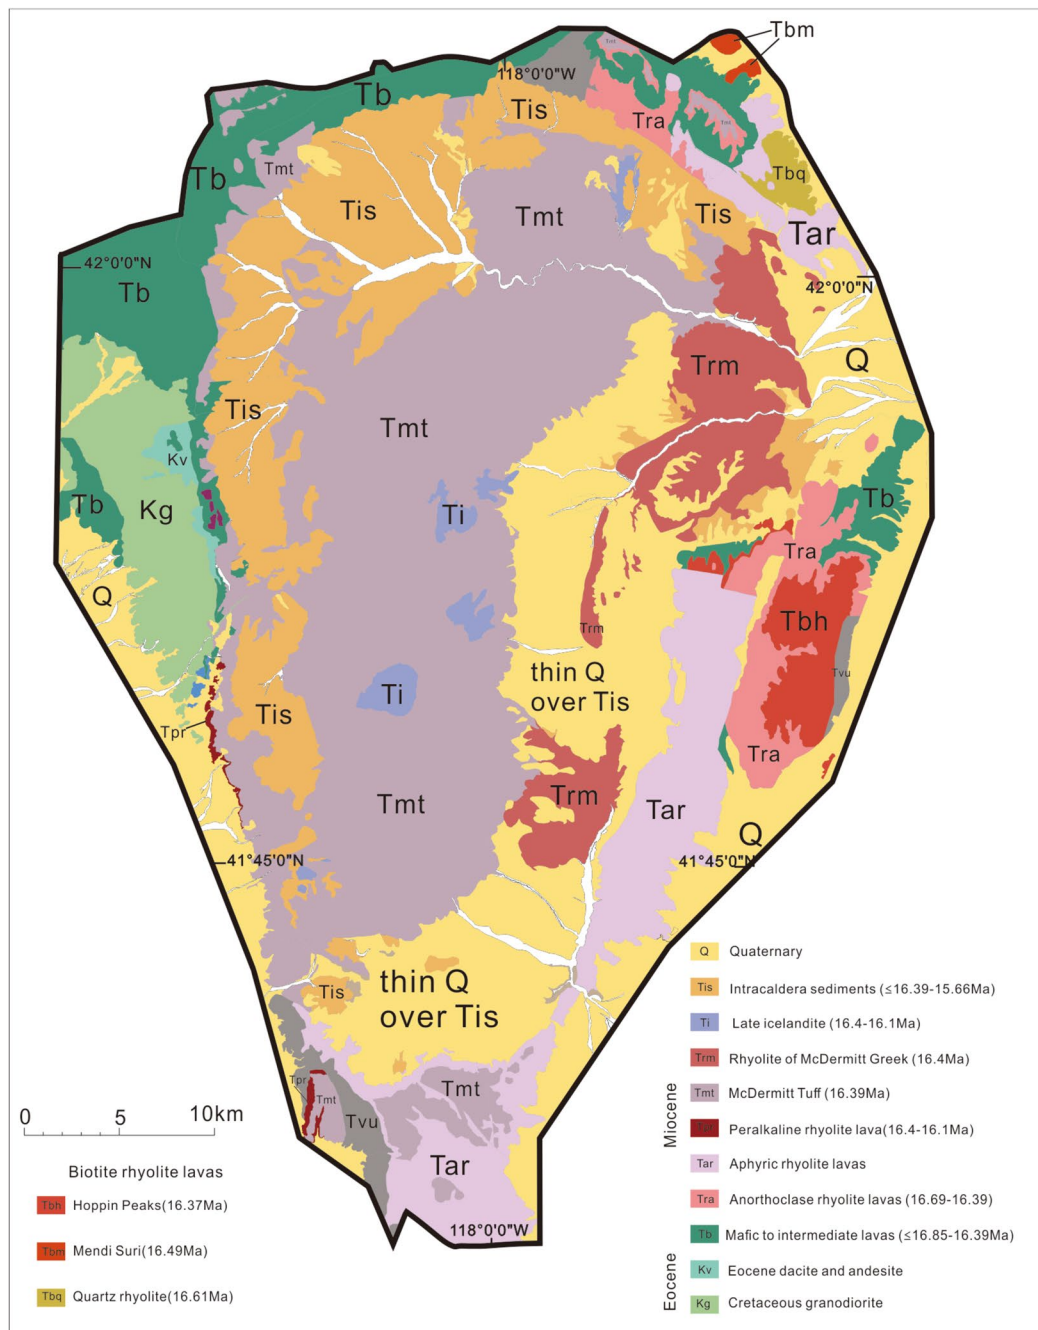 Tbm
118°0'0"W
Tb
Tis
Tmt
Tra
Tmt
Tmt
Tb
Tbq
Tis
Tmt
Tis
Tar
42°0'0"N
42°0'0"N
Tb
Trm
Q
Tis
Tmt
Kv
Tb
Kg
Ti
Tb
Tra
Q
Tbh
Trm
thin Q
over Tis
Tvu
Ti
Tis
Tpr
Tra
Trm
Tmt
Tar
Q
41°45'0"N
41°45'0"N
thin Q
over Tis
Tis
Tpr
Tmt
Tmt
Tvu
Tar
118°0'0"W
0 5 10km
Biotite rhyolite lavas
Tbh Hoppin Peaks(16.37Ma)
Tbm Mendi Suri(16.49Ma)
Tbq Quartz rhyolite(16.61Ma)
Miocene
Eocene
Q Quaternary
Tis Intracaldera sediments (≤16.39-15.66Ma)
Ti Late icelandite (16.4-16.1Ma)
Trm Rhyolite of McDermitt Greek (16.4Ma)
Tmt McDermitt Tuff (16.39Ma)
Peralkaline rhyolite lava(16.4-16.1Ma)
Tar Aphyric rhyolite lavas
Tra Anorthoclase rhyolite lavas (16.69-16.39)
Tb Mafic to intermediate lavas (≤16.85-16.39Ma)
Kv Eocene dacite and andesite
Kg Cretaceous granodiorite